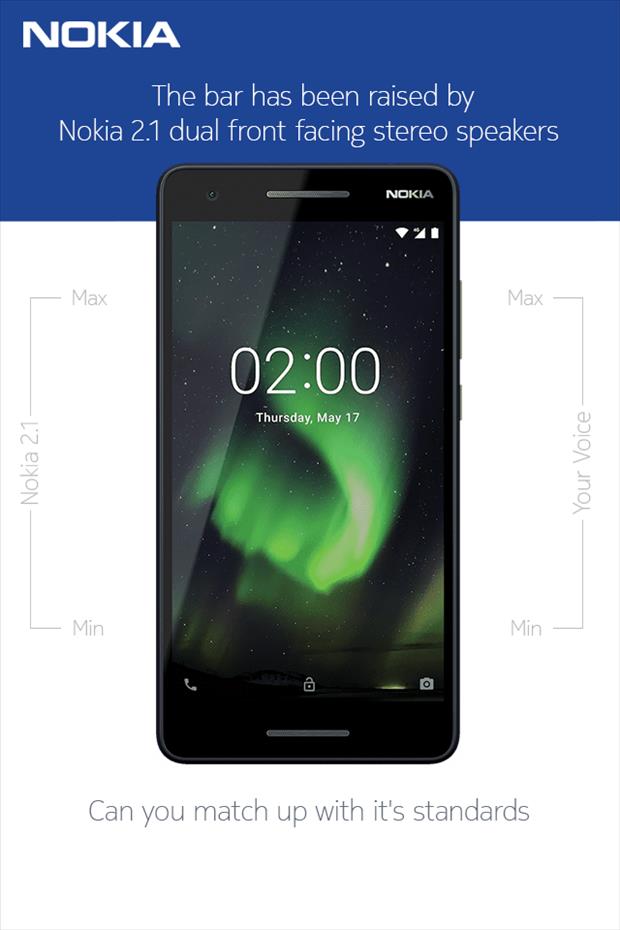 NOKIA
The bar has been raised by
Nokia 2.1 dual front facing stereo speakers
NOKIA
4G
Max
Max
02:00
Thursday, May 17
Nokia 2.1
Your Voice
Min
Min
Can you match up with it's standards